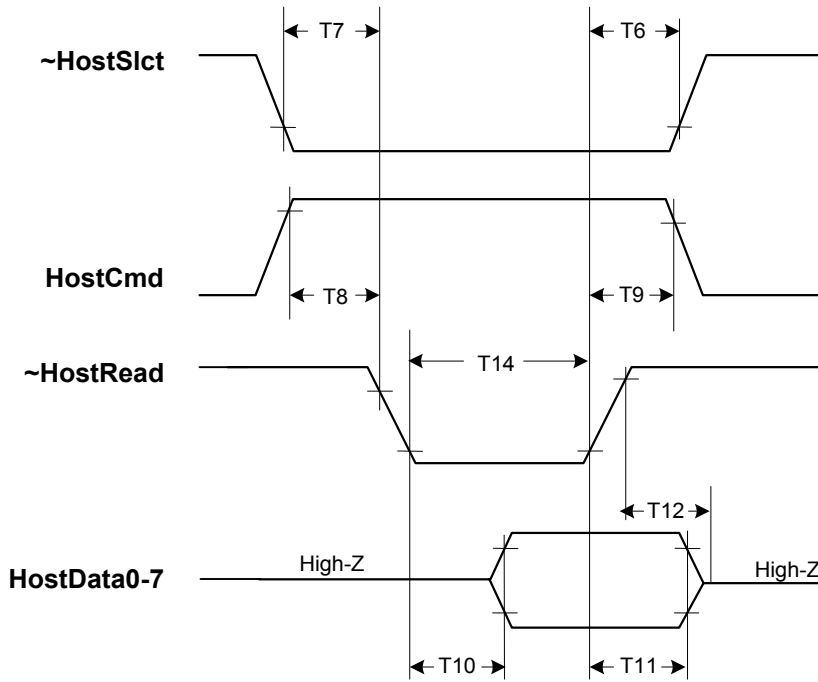 T7
T6
~HostSlct
HostCmd
T8
T9
~HostRead
T14
T12
High-Z
High-Z
HostData0-7
T10
T11